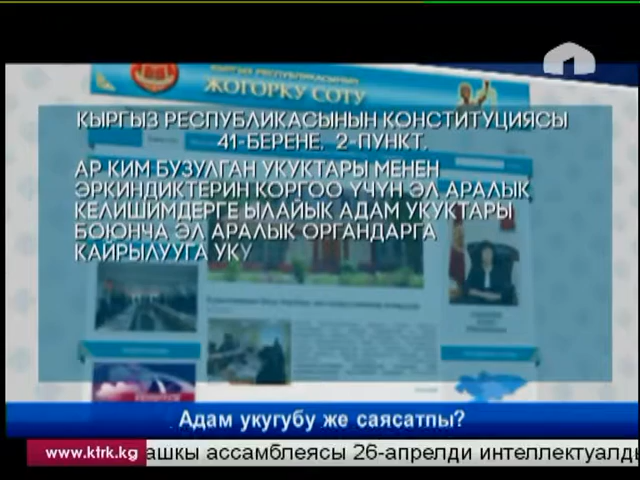 КЫРГЫЗ РЕСПУБЛИКАСЫНЫН
ЖОГОРКУ СОТУ
1
КЫРГЫЗ РЕСПУБЛИКАСЫНЫН КОНСТИТУЦИЯСЫ
41-БЕРЕНЕ, 2-ПУНКТ.
АР КИМ БУЗУЛГАН УКУКТАРЫ МЕНЕН
ЭРКИНДИКТЕРИН КОРГОО ҮЧҮН ЭЛ АРАЛЫК
КЕЛИШИМДЕРГЕ ЫЛАЙЫК АДАМ УКУКТАРЫ
БОЮНЧА ЭЛ АРАЛЫК ОРГАНДАРГА
КАЙРЫЛУУГА УКУ
Адам укугубу же саясатпы?
www.ktrk.kg ашкы ассамблеясы 26-апрелди интеллектуалды